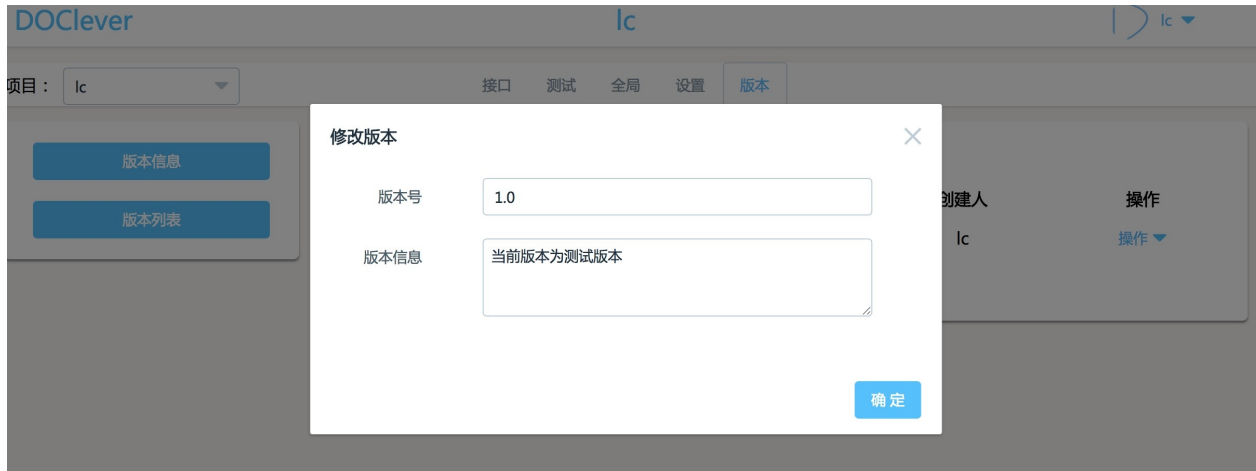 DOClever
lc
lc
项目： lc
接口 测试 全局 设置 版本
版本信息
版本列表
修改版本
版本号 1.0
版本信息 当前版本为测试版本
确 定
创建人 操作
lc 操作